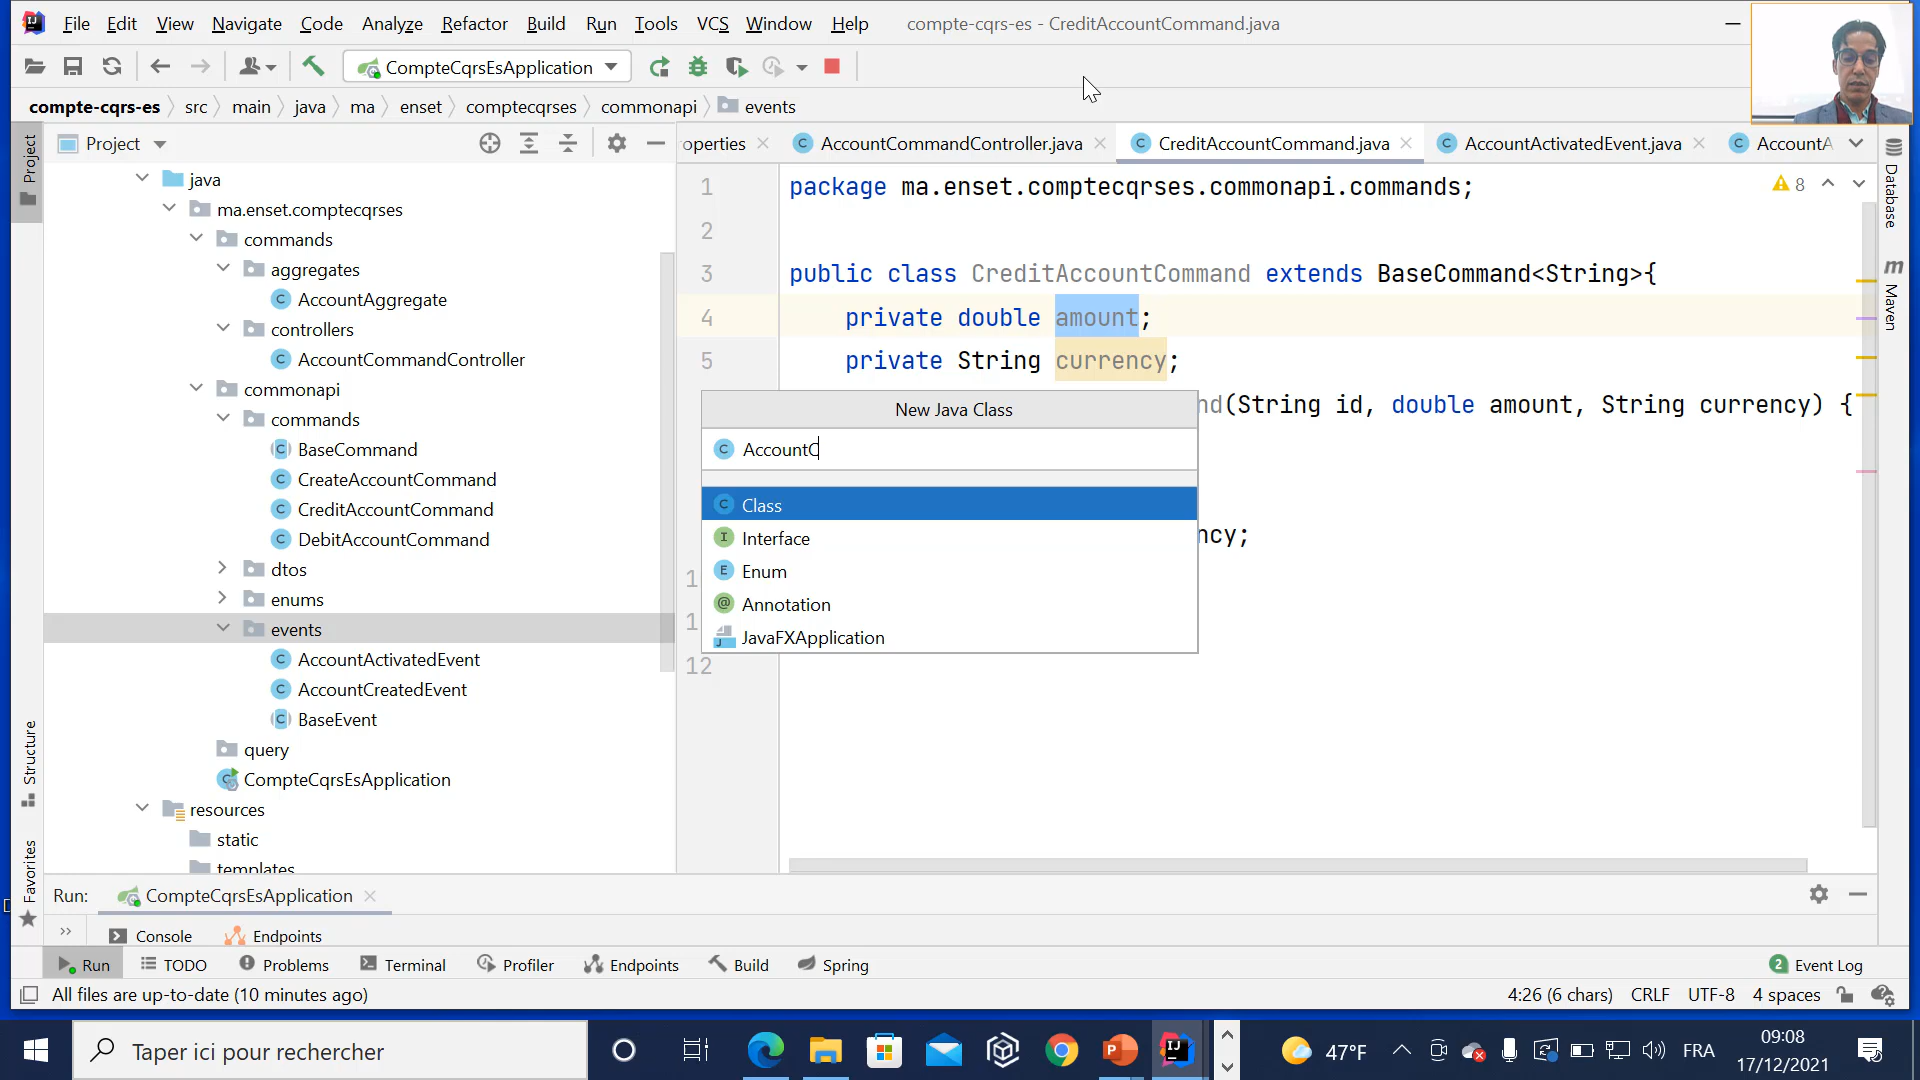 File Edit View Navigate Code Analyze Refactor Build Run Tools VCS Window Help compte-cqrs-es - CreditAccountCommand.java
CompteCqrsEsApplication
compte-cqrs-es src main java ma enset comptecqrses commonapi events
Project
operties AccountCommandController.java CreditAccountCommand.java AccountActivatedEvent.java AccountA
Project
Structure
Favorites
Database
Maven
java
ma.enset.comptecqrses
commands
aggregates
AccountAggregate
controllers
AccountCommandController
commonapi
commands
BaseCommand
CreateAccountCommand
CreditAccountCommand
DebitAccountCommand
dtos
enums
events
AccountActivatedEvent
AccountCreatedEvent
BaseEvent
query
CompteCqrsEsApplication
resources
static
templates
8
1 package ma.enset.comptecqrses.commonapi.commands;
2
3 public class CreditAccountCommand extends BaseCommand<String>{
4 private double amount;
5 private String currency;
nd(String id, double amount, String currency) {
ncy;
1
1
12
New Java Class
AccountC
Class
Interface
Enum
Annotation
JavaFXApplication
Run: CompteCqrsEsApplication
Console Endpoints
Run TODO Problems Terminal Profiler Endpoints Build Spring 2 Event Log
All files are up-to-date (10 minutes ago) 4:26 (6 chars) CRLF UTF-8 4 spaces
Taper ici pour rechercher
47°F FRA
09:08
17/12/2021